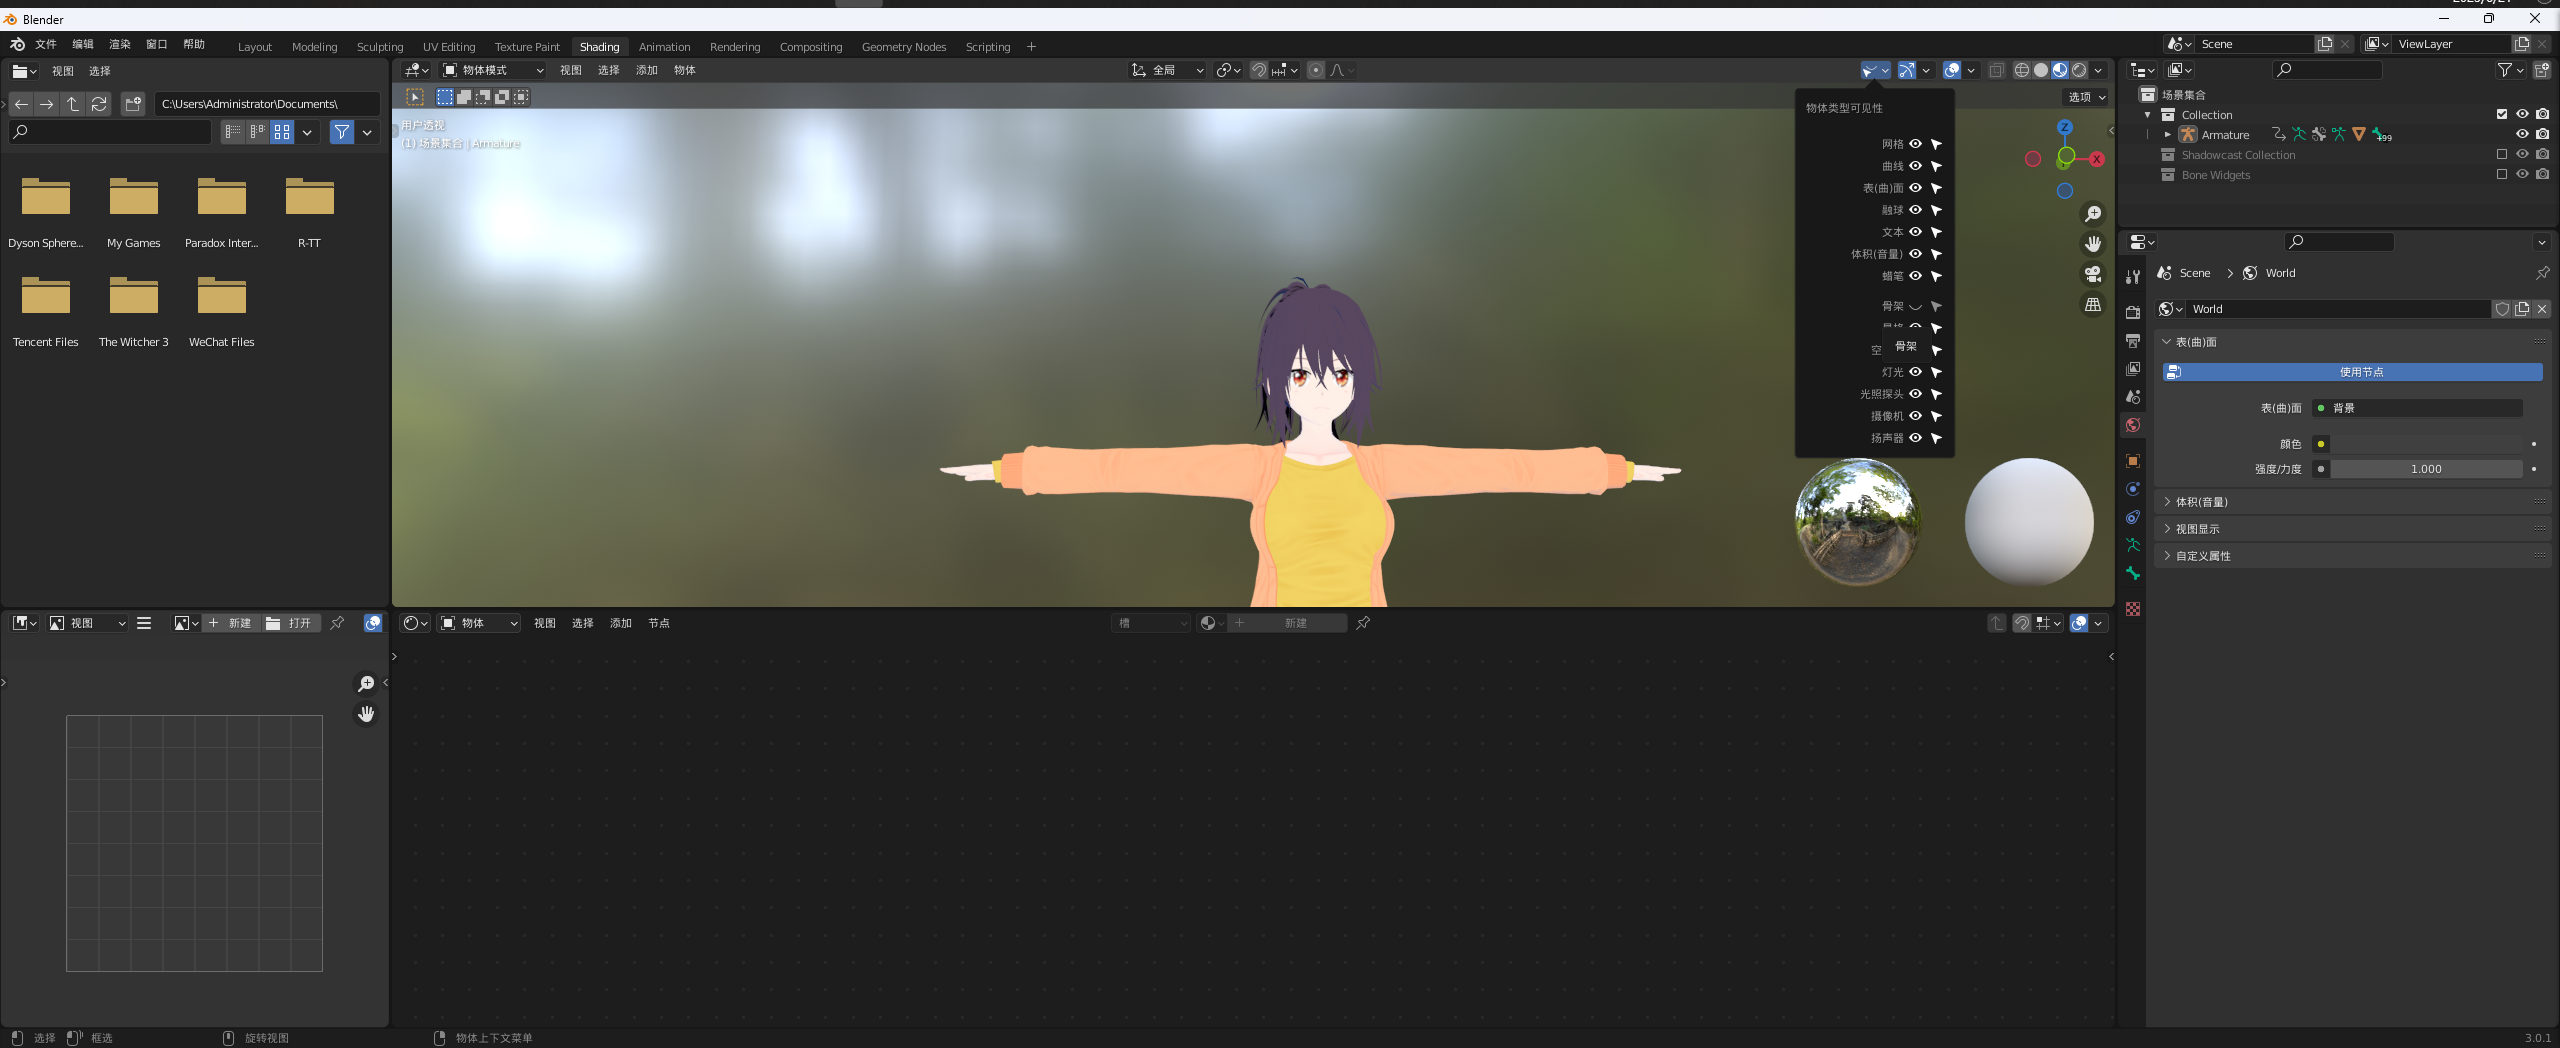 Blender
文件 编辑 渲染 窗口 帮助 Layout Modeling Sculpting UV Editing Texture Paint Shading Animation Rendering Compositing Geometry Nodes Scripting
Scene ViewLayer
视图 选择
物体模式 视图 选择 添加 物体 全局
C:\Users\Administrator\Documents\
选项
用户透视
(1) 场景集合 | Armature
Dyson Sphere... My Games Paradox Inter... R-TT
Tencent Files The Witcher 3 WeChat Files
物体类型可见性
网格
曲线
表(曲)面
融球
文本
体积(音量)
蜡笔
骨架
空
骨架
灯光
光照探头
摄像机
扬声器
Z
X
场景集合
Collection
Armature
+99
Shadowcast Collection
Bone Widgets
Scene World
World
表(曲)面
使用节点
表(曲)面 背景
颜色
强度/力度 1.000
体积(音量)
视图显示
自定义属性
视图 新建 打开
物体 视图 选择 添加 节点 槽 新建
选择 框选 旋转视图 物体上下文菜单 3.0.1